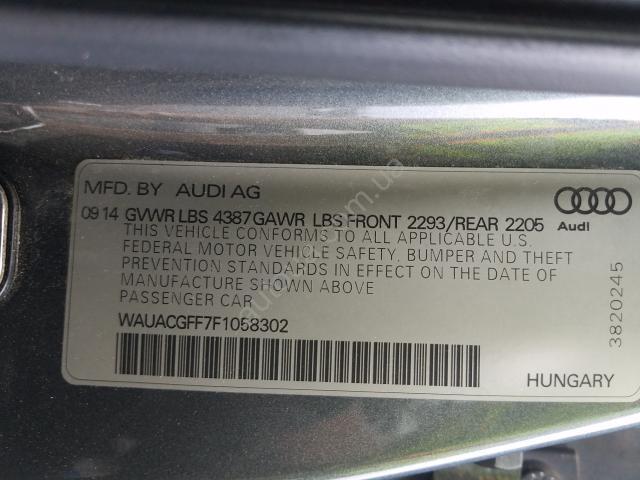 MFD. BY AUDI AG
09 14 GVWR LBS 4387 GAWR LBS FRONT 2293/REAR 2205
Audi
THIS VEHICLE CONFORMS TO ALL APPLICABLE U.S.
FEDERAL MOTOR VEHICLE SAFETY, BUMPER AND THEFT
PREVENTION STANDARDS IN EFFECT ON THE DATE OF
MANUFACTURE SHOWN ABOVE
PASSENGER CAR
WAUACGFF7F1058302
3820245
HUNGARY